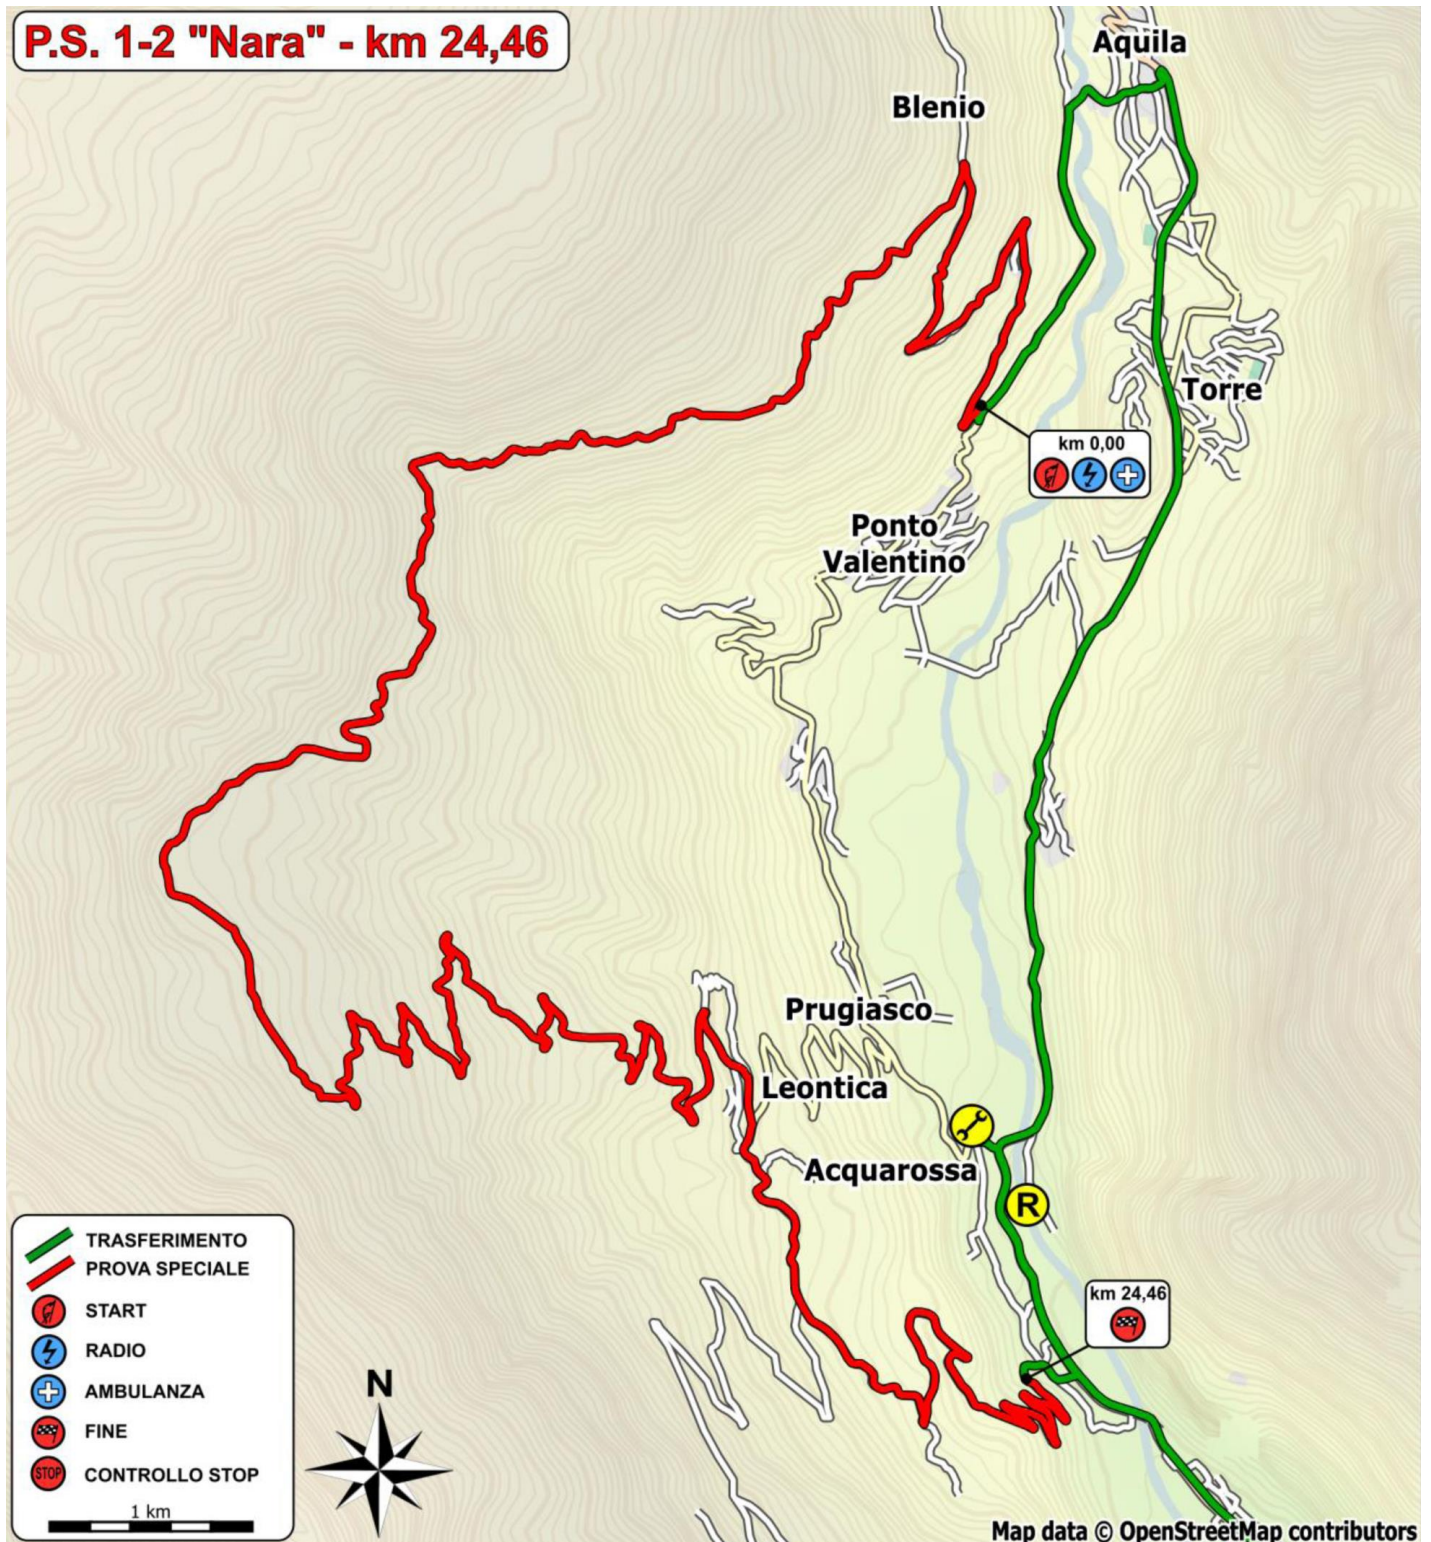 P.S. 1-2 "Nara" - km 24,46
Aquila
Blenio
Torre
km 0,00
Ponto
Valentino
Prugiasco
Leontica
Acquarossa
R
km 24,46
TRASFERIMENTO
PROVA SPECIALE
START
RADIO
AMBULANZA
FINE
STOP
CONTROLLO STOP
1 km
N
Map data © OpenStreetMap contributors